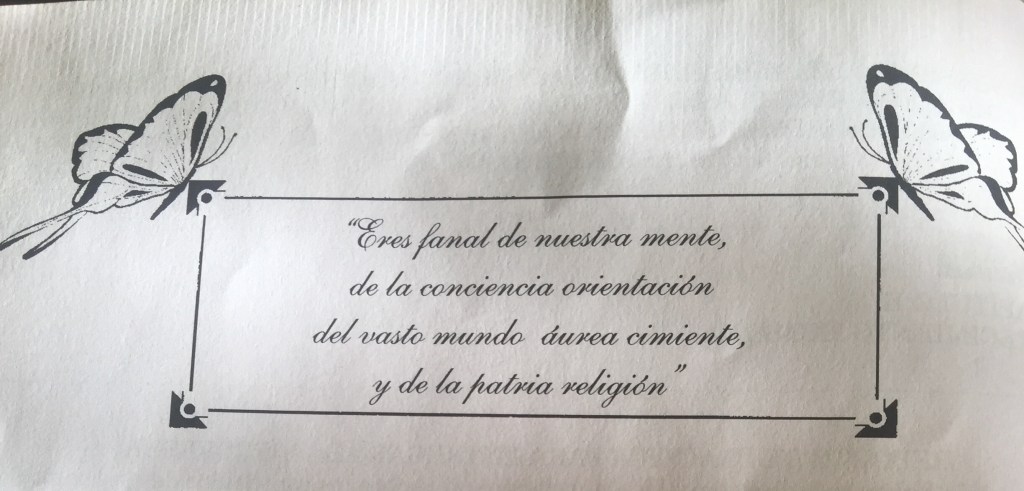 “Eres fanal de nuestra mente,
de la conciencia orientación
del vasto mundo áurea cimiente,
y de la patria religión”